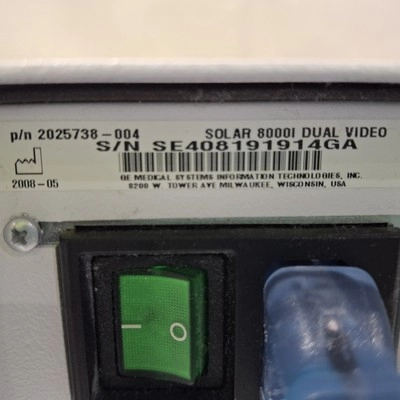 p/n 2025738-004 SOLAR 8000I DUAL VIDEO
S/N SE408191914GA
2008-05
GE MEDICAL SYSTEMS INFORMATION TECHNOLOGIES, INC.
8200 W. TOWER AVE MILWAUKEE, WISCONSIN, USA
I O